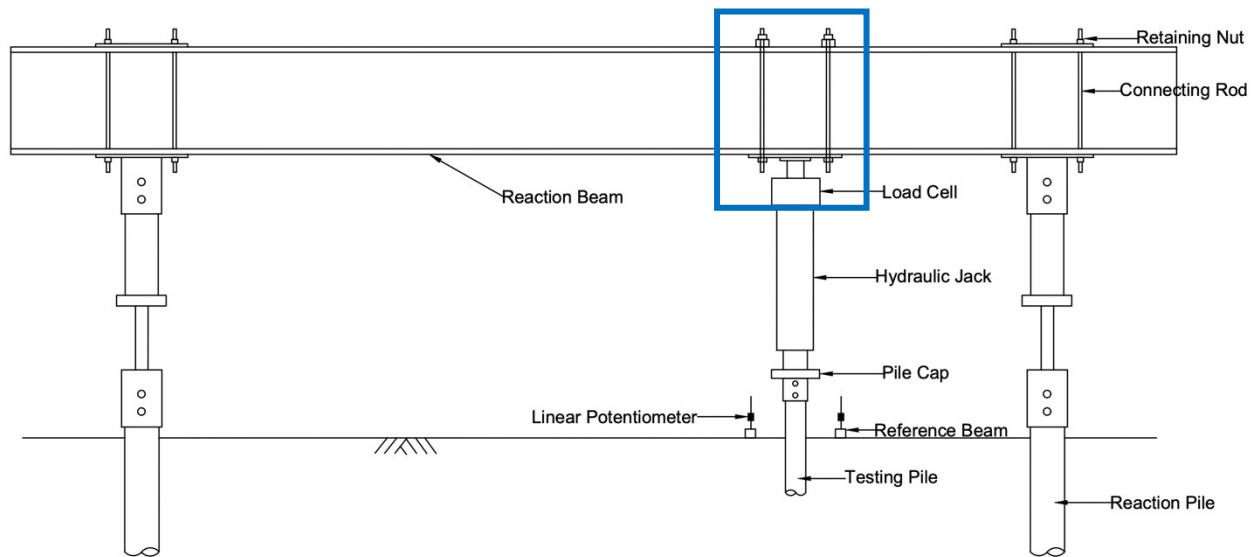 Retaining Nut
Connecting Rod
Reaction Beam
Load Cell
Hydraulic Jack
Pile Cap
Linear Potentiometer
Reference Beam
Testing Pile
Reaction Pile